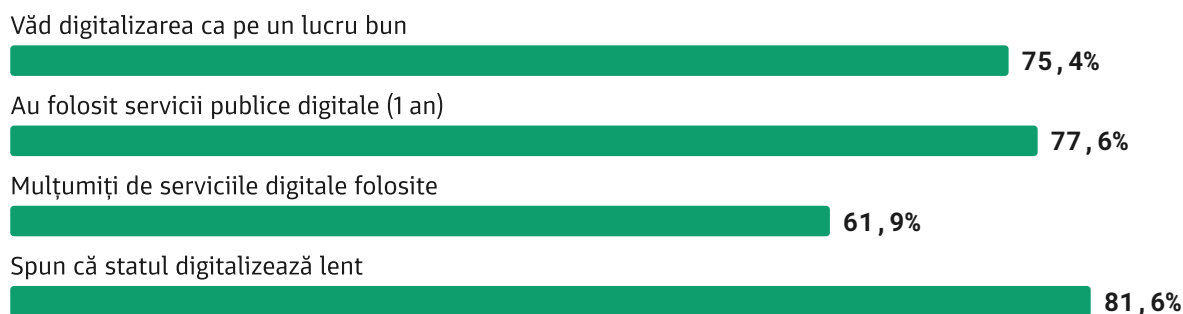 Văd digitalizarea ca pe un lucru bun
75,4%
Au folosit servicii publice digitale (1 an)
77,6%
Mulțumiți de serviciile digitale folosite
61,9%
Spun că statul digitalizează lent
81,6%